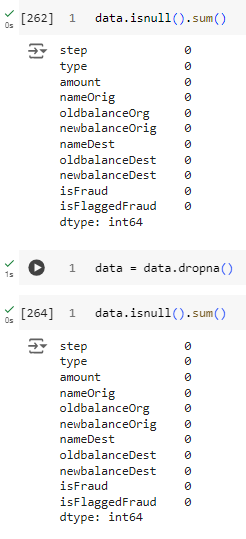 [262] 1 data.isnull().sum()
0s
step 0
type 0
amount 0
nameOrig 0
oldbalanceOrg 0
newbalanceOrig 0
nameDest 0
oldbalanceDest 0
newbalanceDest 0
isFraud 0
isFlaggedFraud 0
dtype: int64
1 data = data.dropna()
1s
[264] 1 data.isnull().sum()
0s
step 0
type 0
amount 0
nameOrig 0
oldbalanceOrg 0
newbalanceOrig 0
nameDest 0
oldbalanceDest 0
newbalanceDest 0
isFraud 0
isFlaggedFraud 0
dtype: int64